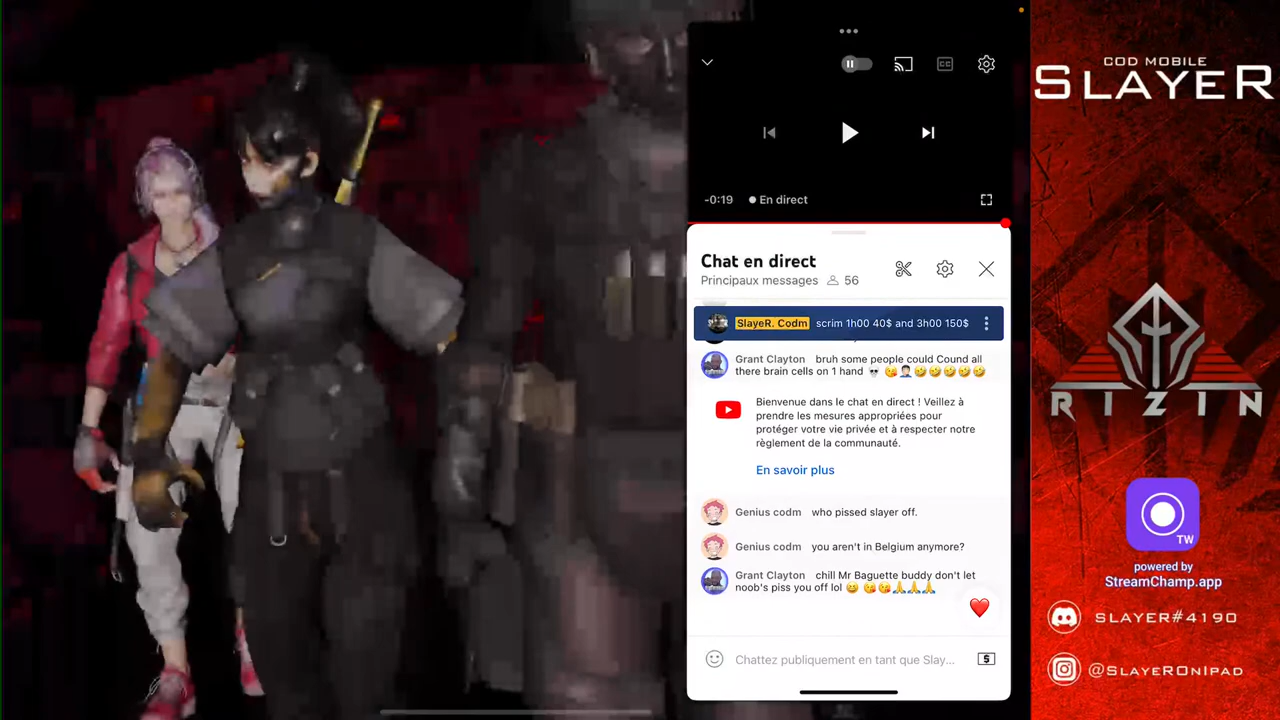 -0:19 En direct
Chat en direct
Principaux messages 56
SlayeR. Codm scrim 1h00 40$ and 3h00 150$
Grant Clayton bruh some people could Cound all
there brain cells on 1 hand 💀 😘 🤦🏻‍♂️ 🤣🤣🤣🤣🤣
Bienvenue dans le chat en direct ! Veillez à
prendre les mesures appropriées pour
protéger votre vie privée et à respecter notre
règlement de la communauté.
En savoir plus
Genius codm who pissed slayer off.
Genius codm you aren't in Belgium anymore?
Grant Clayton chill Mr Baguette buddy don't let
noob's piss you off lol 😆 😘😘🙏🙏🙏
Chattez publiquement en tant que Slay...
CC
COD MOBILE
SLAYER
RIZIN
TW
powered by
StreamChamp.app
SLAYER#4190
@SlayeROnIpad